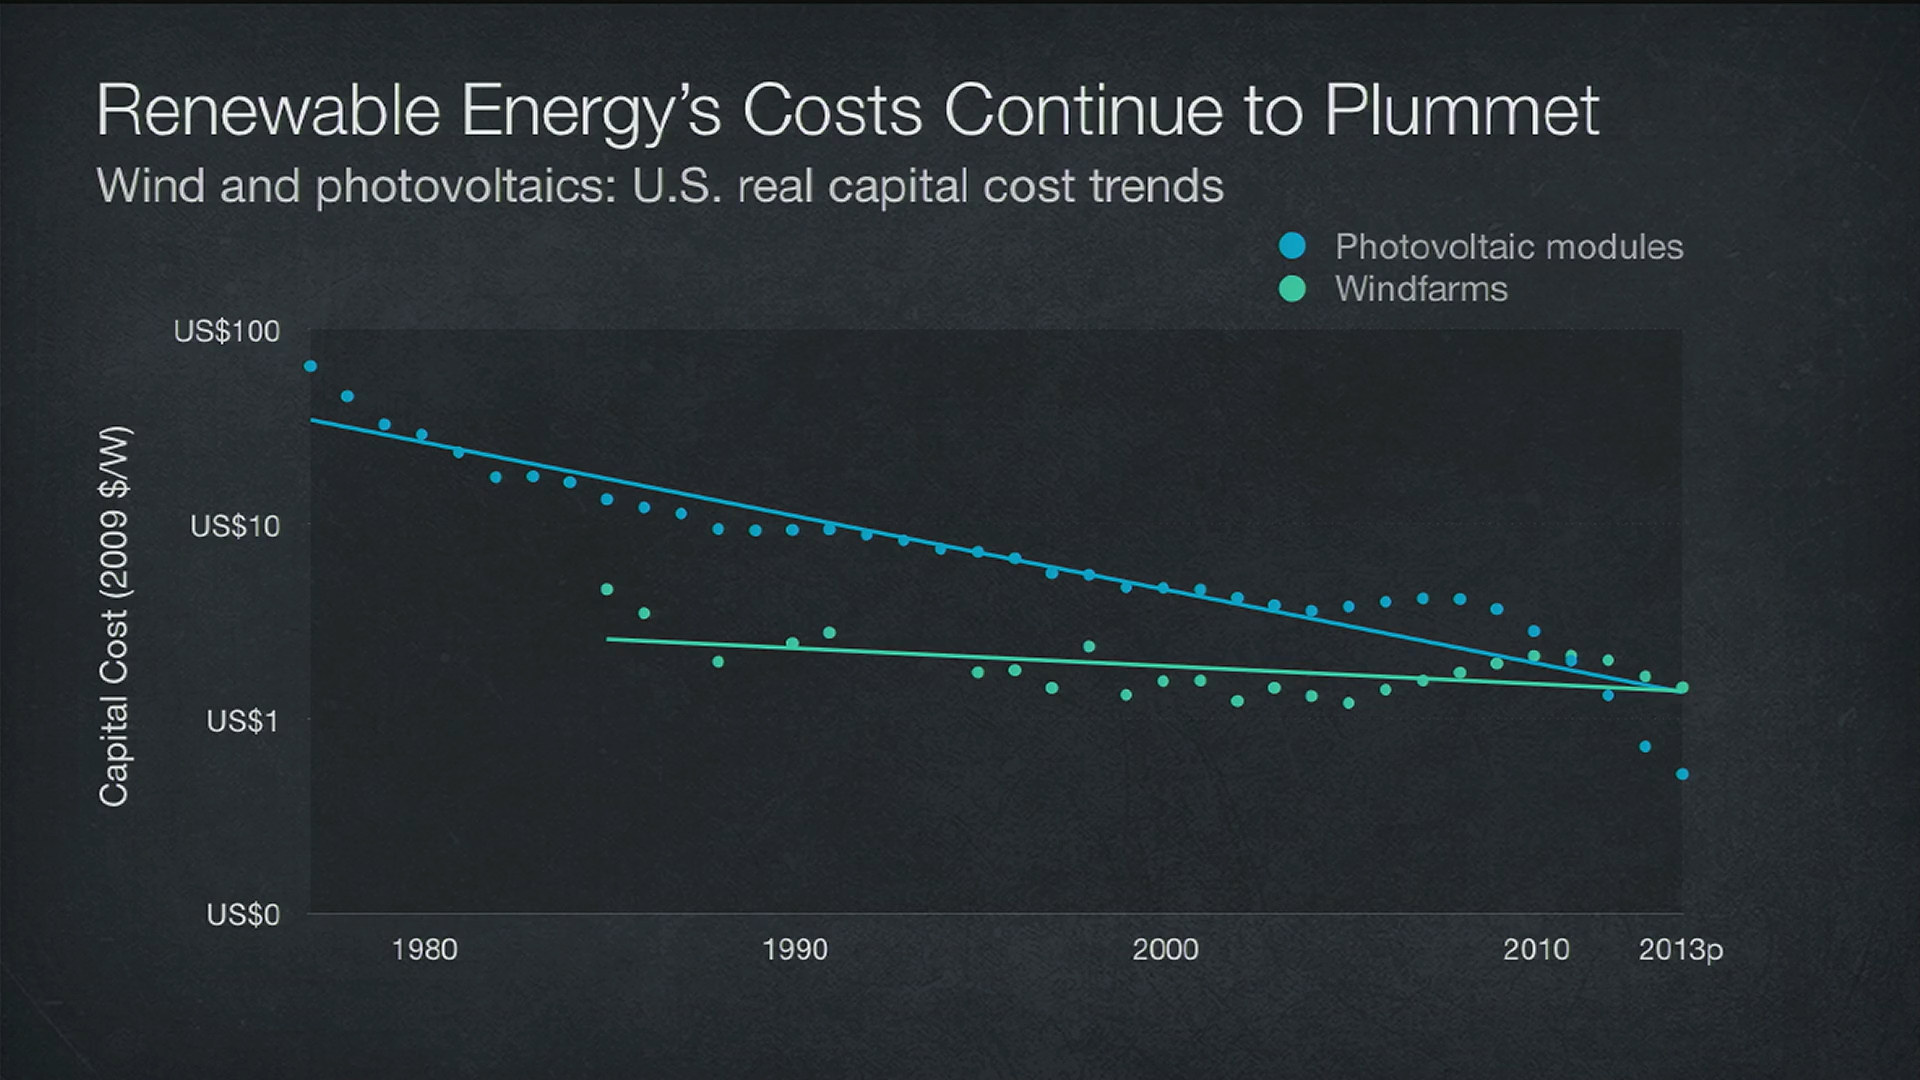 Renewable Energy’s Costs Continue to Plummet
Wind and photovoltaics: U.S. real capital cost trends
Photovoltaic modules
Windfarms
Capital Cost (2009 $/W)
US$100
US$10
US$1
US$0
1980 1990 2000 2010 2013p